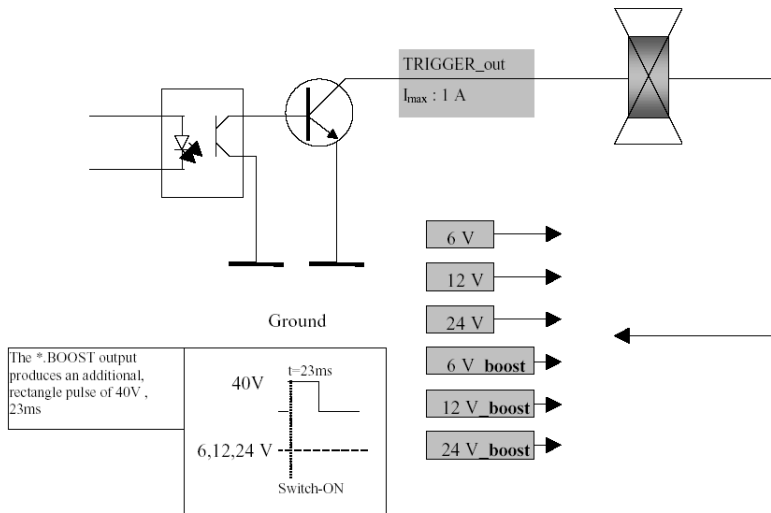 TRIGGER_out
Imax : 1 A
6 V
12 V
24 V
6 V_boost
12 V_boost
24 V_boost
Ground
The *.BOOST output
produces an additional,
rectangle pulse of 40V ,
23ms
t=23ms
40V
6,12,24 V
Switch-ON